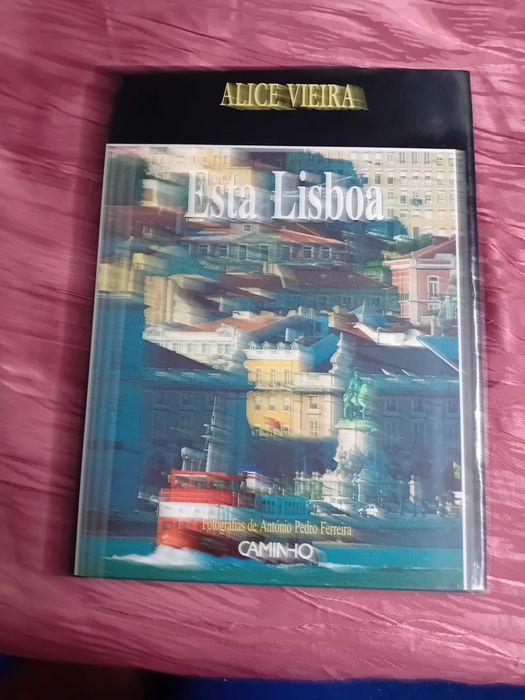 ALICE VIEIRA
Esta Lisboa
Fotografias de António Pedro Ferreira
CAMINHO